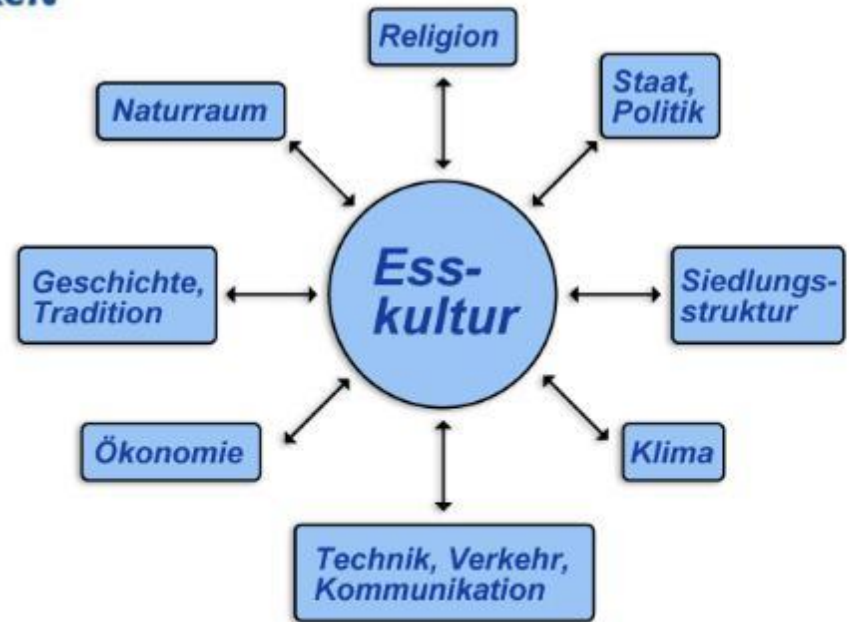 Religion
Staat,
Politik
Naturraum
Ess-
kultur
Geschichte,
Tradition
Siedlungs-
struktur
Ökonomie
Klima
Technik, Verkehr,
Kommunikation